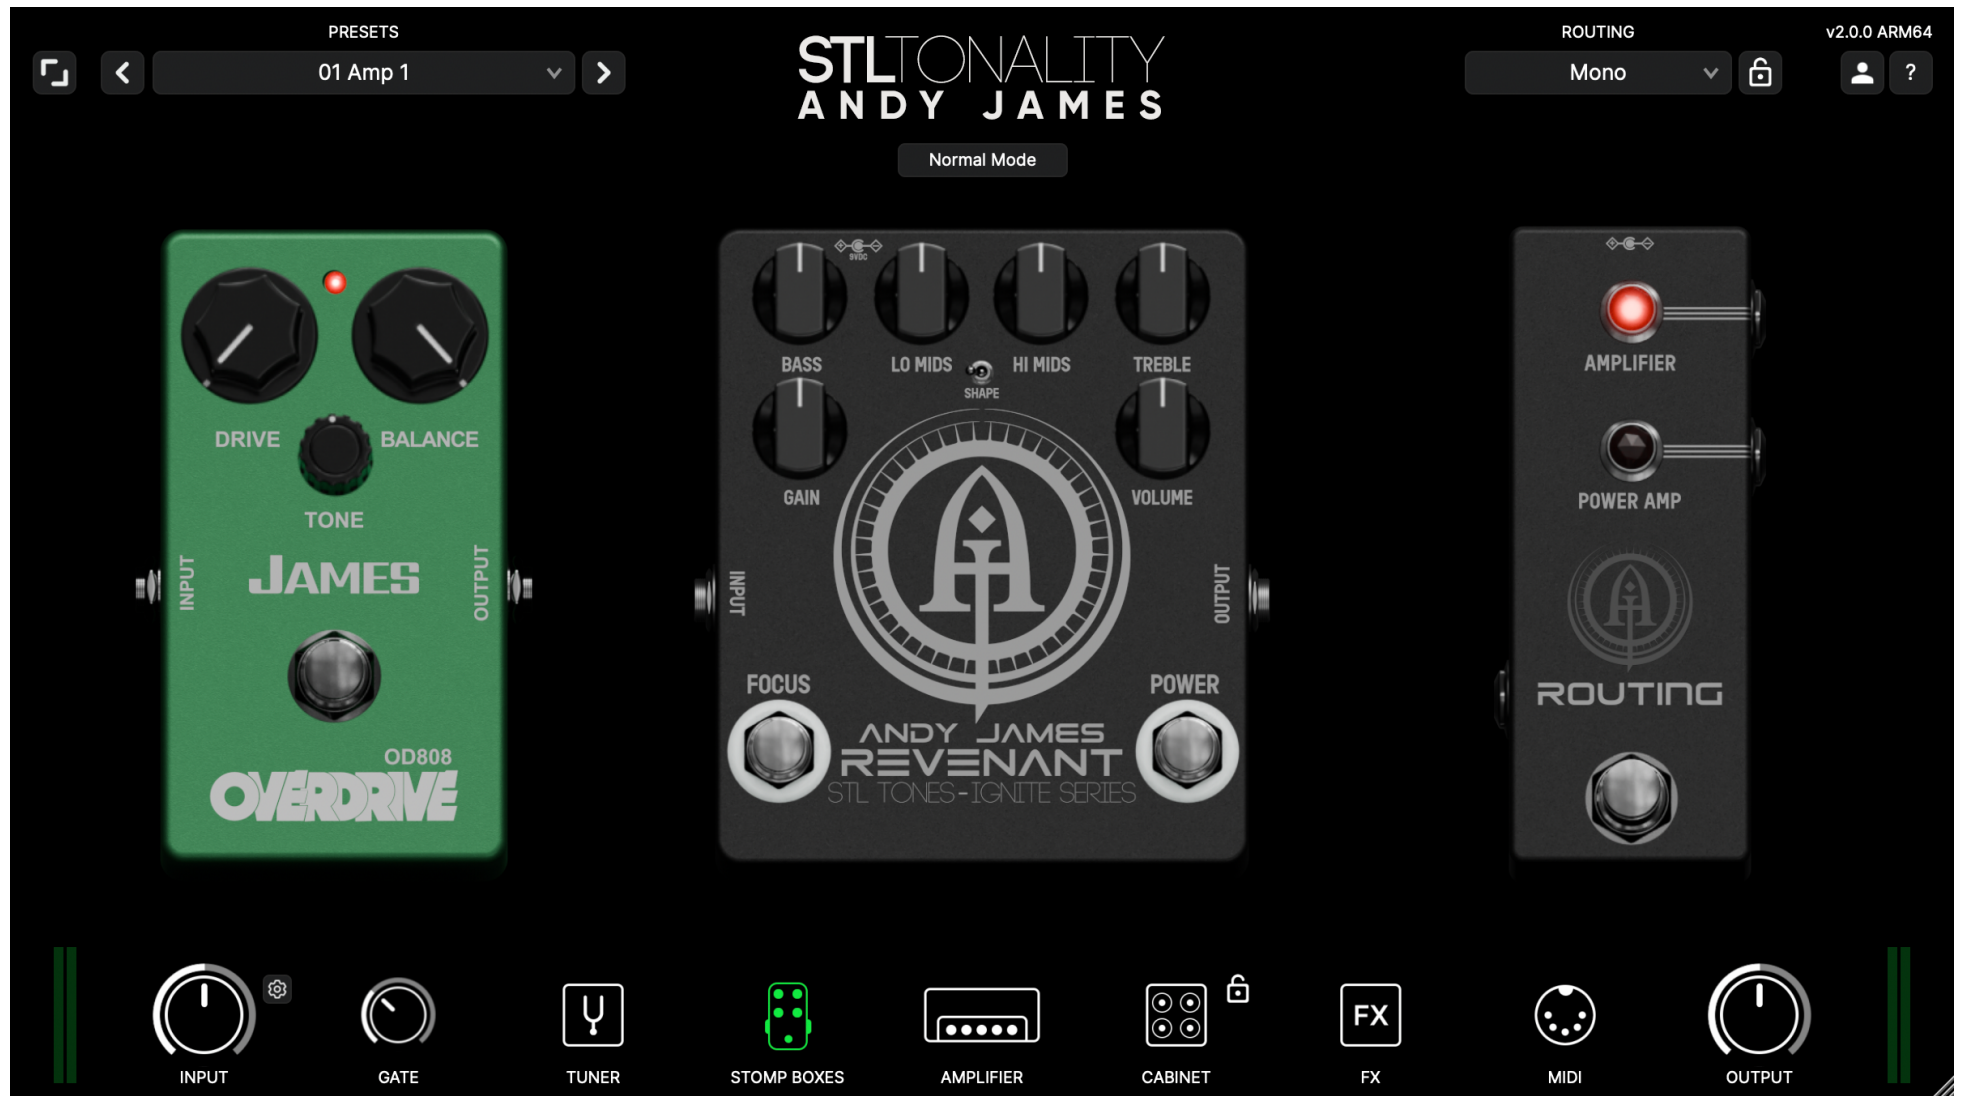 PRESETS
01 Amp 1
STLTONALITY
ANDY JAMES
Normal Mode
ROUTING
Mono
v2.0.0 ARM64
?
DRIVE
BALANCE
TONE
INPUT
OUTPUT
JAMES
OD808
OVERDRIVE
9VDC
BASS
LO MIDS
HI MIDS
TREBLE
SHAPE
GAIN
VOLUME
INPUT
OUTPUT
FOCUS
POWER
ANDY JAMES
REVENANT
STL TONES-IGNITE SERIES
AMPLIFIER
POWER AMP
ROUTING
FX
INPUT
GATE
TUNER
STOMP BOXES
AMPLIFIER
CABINET
FX
MIDI
OUTPUT